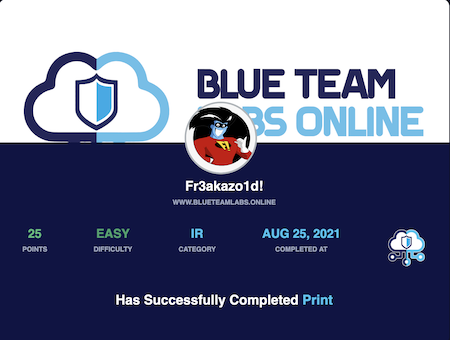 BLUE TEAM
LABS ONLINE
Fr3akazo1d!
WWW.BLUETEAMLABS.ONLINE
25 EASY IR AUG 25, 2021
POINTS DIFFICULTY CATEGORY COMPLETED AT
Has Successfully Completed Print